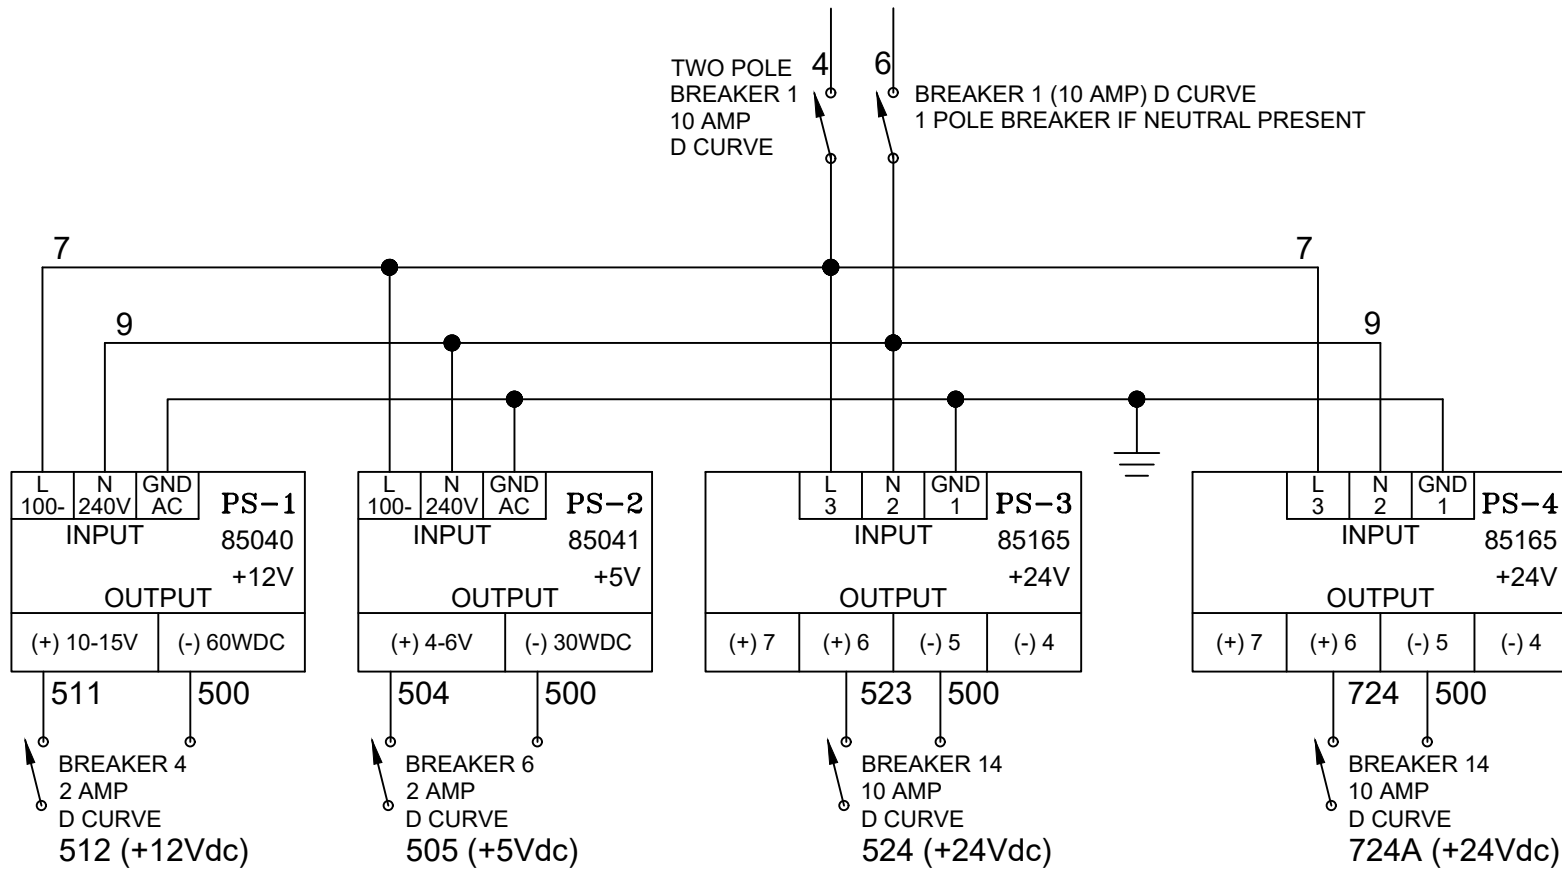 4
6
TWO POLE
BREAKER 1
10 AMP
D CURVE
BREAKER 1 (10 AMP) D CURVE
1 POLE BREAKER IF NEUTRAL PRESENT
7
7
9
9
L
100-
N
240V
GND
AC
PS-1
INPUT
85040
+12V
OUTPUT
(+) 10-15V
(-) 60WDC
L
100-
N
240V
GND
AC
PS-2
INPUT
85041
+5V
OUTPUT
(+) 4-6V
(-) 30WDC
L
3
N
2
GND
1
PS-3
INPUT
85165
+24V
OUTPUT
(+) 7
(+) 6
(-) 5
(-) 4
L
3
N
2
GND
1
PS-4
INPUT
85165
+24V
OUTPUT
(+) 7
(+) 6
(-) 5
(-) 4
511
500
BREAKER 4
2 AMP
D CURVE
512 (+12Vdc)
504
500
BREAKER 6
2 AMP
D CURVE
505 (+5Vdc)
523
500
BREAKER 14
10 AMP
D CURVE
524 (+24Vdc)
724
500
BREAKER 14
10 AMP
D CURVE
724A (+24Vdc)